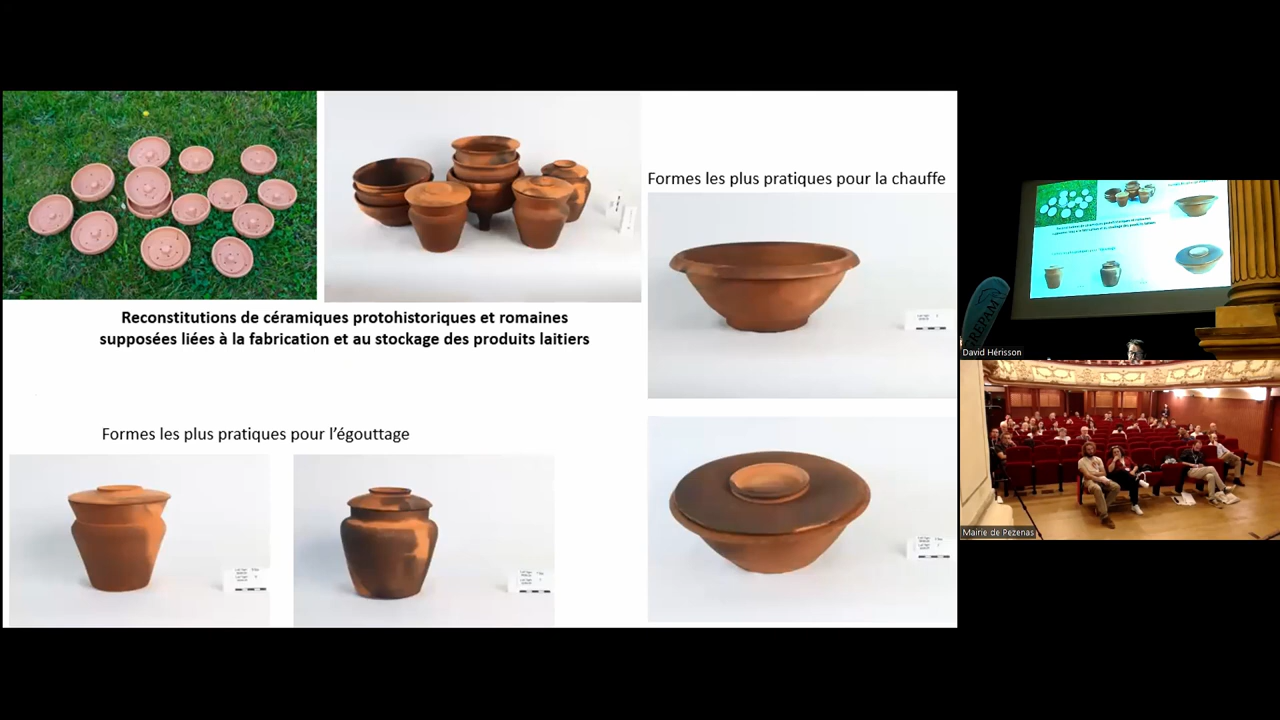 Formes les plus pratiques pour la chauffe
Reconstitutions de céramiques protohistoriques et romaines
supposées liées à la fabrication et au stockage des produits laitiers
Formes les plus pratiques pour l’égouttage
David Hérisson
Mairie de Pezenas